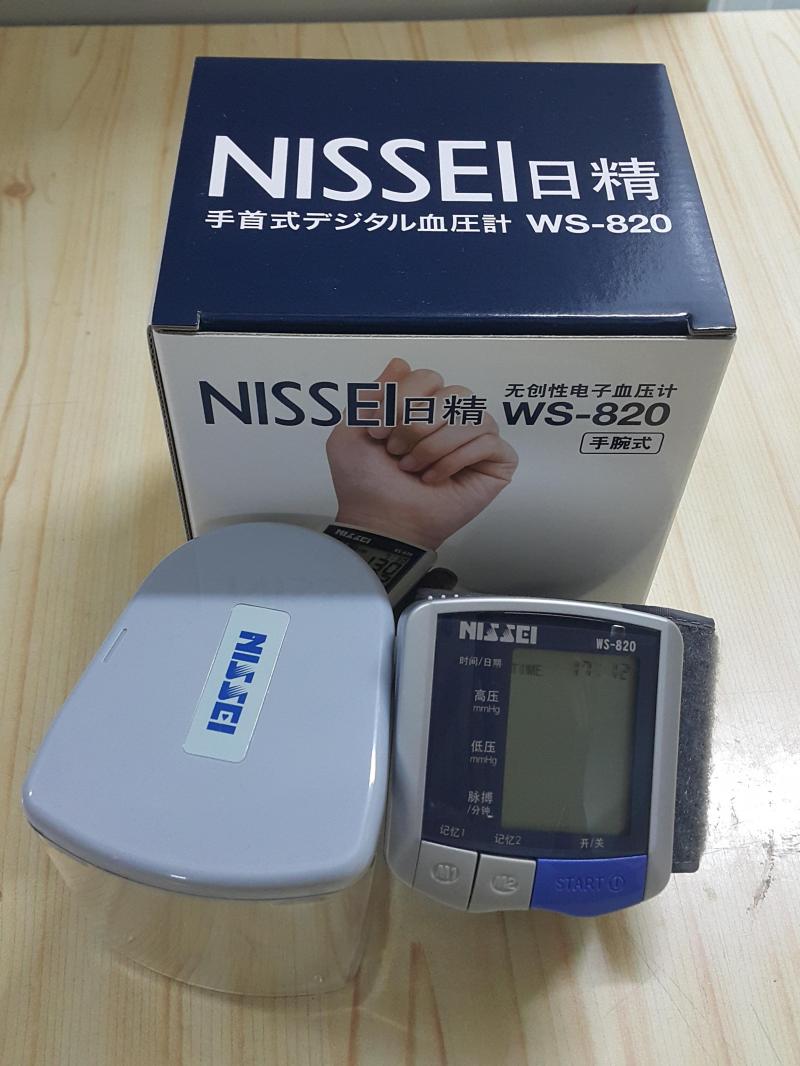 NISSEI日精
手首式デジタル血圧計 WS-820
NISSEI日精
无创性电子血压计
WS-820
手腕式
NISSEI
NISSEI
NISSEI
WS-820
时间/日期
TIME 17:12
高压
mmHg
低压
mmHg
脉搏
/分钟
记忆1
记忆2
开/关
M1
M2
START